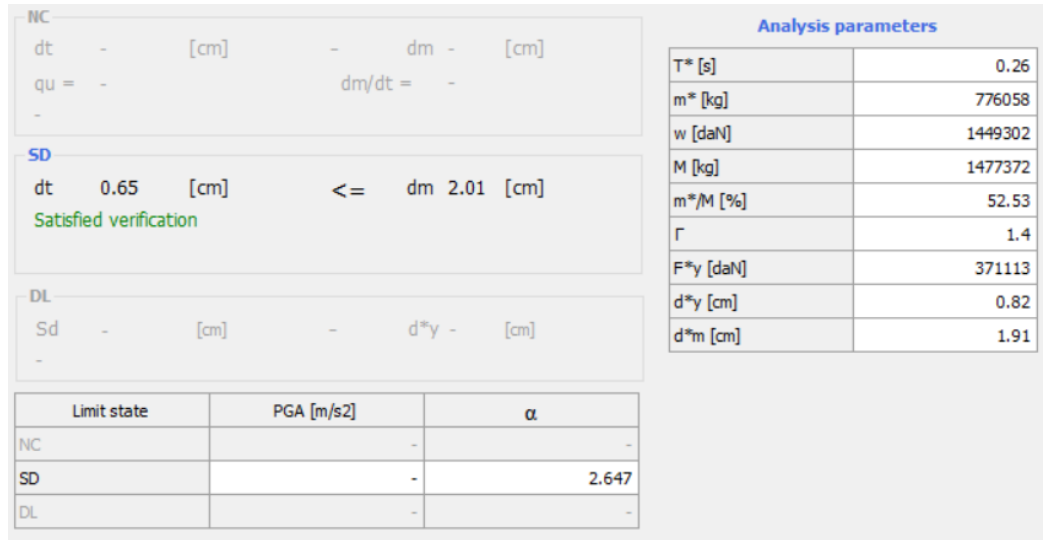 NC
dt - [cm] - dm - [cm]
qu = - dm/dt = -
-
SD
dt 0.65 [cm] <= dm 2.01 [cm]
Satisfied verification
DL
Sd - [cm] - d*y - [cm]
-
Limit state PGA [m/s2] α
NC - -
SD - 2.647
DL - -
Analysis parameters
T* [s] 0.26
m* [kg] 776058
w [daN] 1449302
M [kg] 1477372
m*/M [%] 52.53
Γ 1.4
F*y [daN] 371113
d*y [cm] 0.82
d*m [cm] 1.91